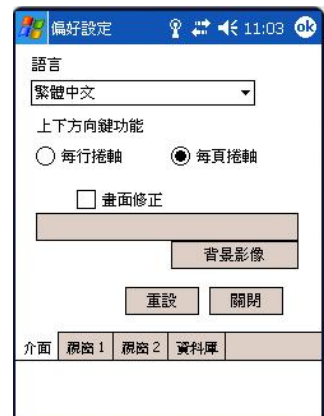 偏好設定 11:03 ok
語言
繁體中文
上下方向鍵功能
每行捲軸 每頁捲軸
畫面修正
背景影像
重設 關閉
介面 視窗 1 視窗 2 資料庫